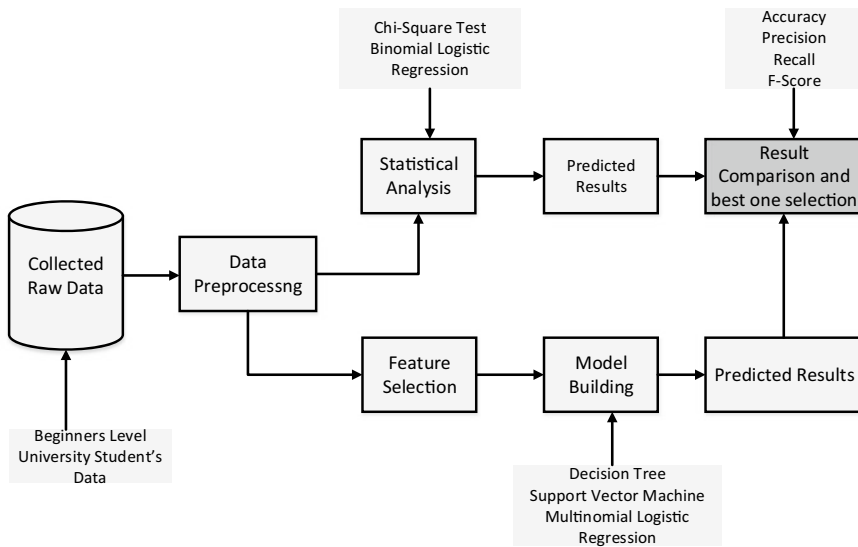 Chi-Square Test
Binomial Logistic
Regression
Accuracy
Precision
Recall
F-Score
Statistical
Analysis
Predicted
Results
Result
Comparison and
best one selection
Collected
Raw Data
Data
Preprocessng
Feature
Selection
Model
Building
Predicted Results
Beginners Level
University Student's
Data
Decision Tree
Support Vector Machine
Multinomial Logistic
Regression